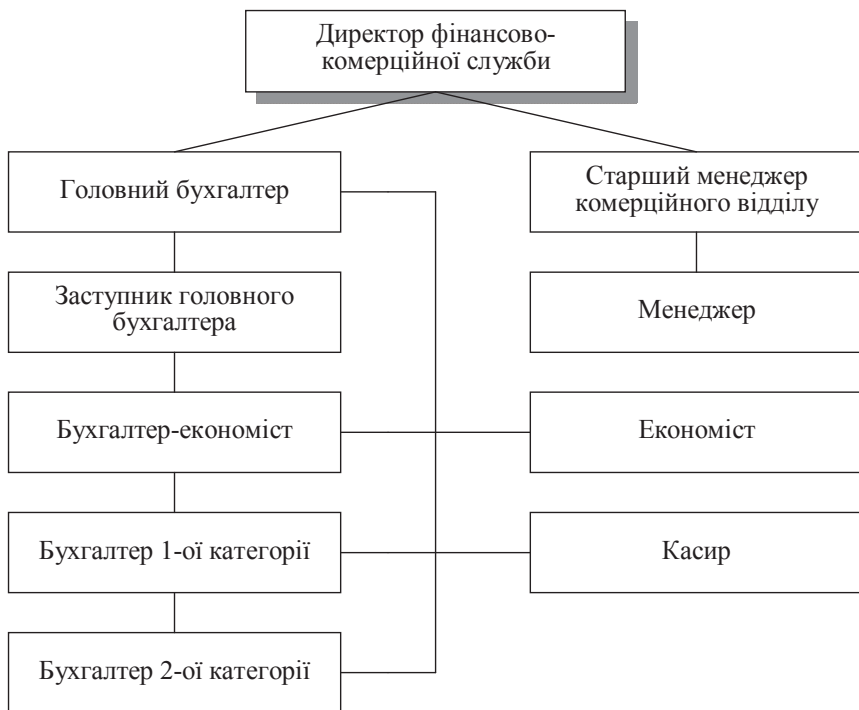 Директор фінансово-
комерційної служби
Головний бухгалтер
Старший менеджер
комерційного відділу
Заступник головного
бухгалтера
Менеджер
Бухгалтер-економіст
Економіст
Бухгалтер 1-ої категорії
Касир
Бухгалтер 2-ої категорії